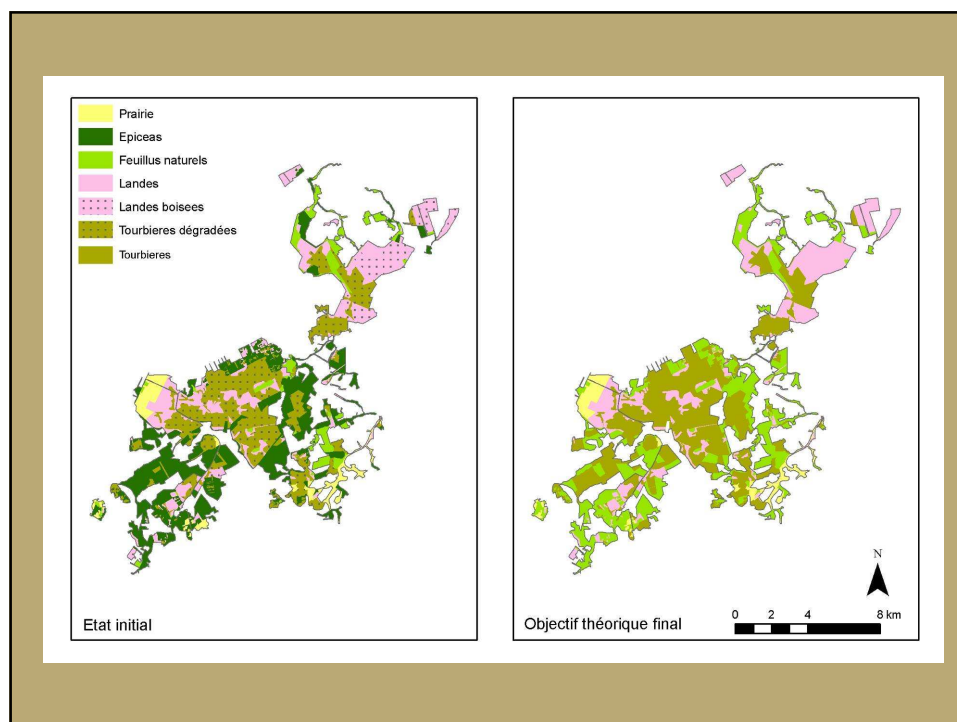 Prairie
Epiceas
Feuillus naturels
Landes
Landes boisees
Tourbieres dégradées
Tourbieres
Etat initial
Objectif théorique final
N
0 2 4 8 km